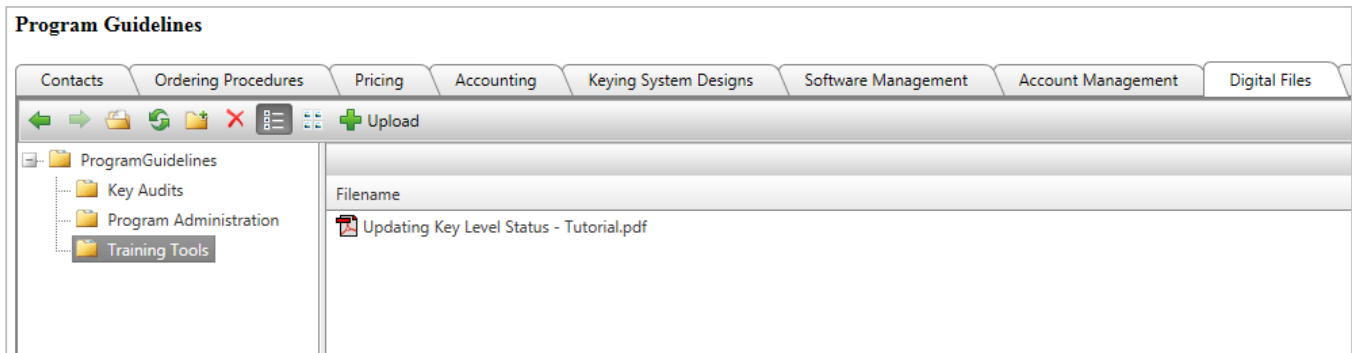 Program Guidelines
Contacts Ordering Procedures Pricing Accounting Keying System Designs Software Management Account Management Digital Files
Upload
ProgramGuidelines
Key Audits
Program Administration
Training Tools
Filename
Updating Key Level Status - Tutorial.pdf